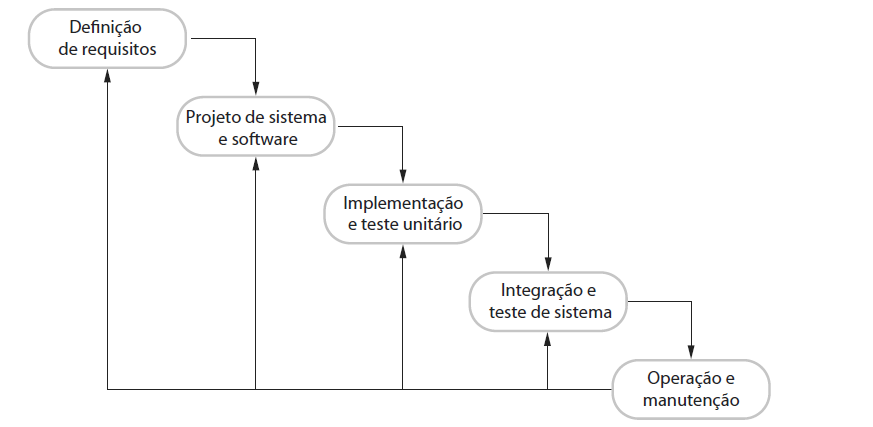 Definição
de requisitos
Projeto de sistema
e software
Implementação
e teste unitário
Integração e
teste de sistema
Operação e
manutenção